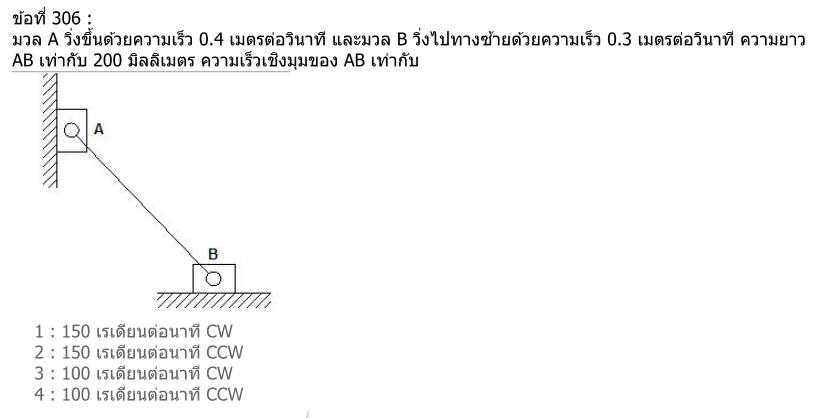 ข้อที่ 306 :
มวล A วิ่งขึ้นด้วยความเร็ว 0.4 เมตรต่อวินาที และมวล B วิ่งไปทางซ้ายด้วยความเร็ว 0.3 เมตรต่อวินาที ความยาว
AB เท่ากับ 200 มิลลิเมตร ความเร็วเชิงมุมของ AB เท่ากับ
A
B
1 : 150 เรเดียนต่อนาที CW
2 : 150 เรเดียนต่อนาที CCW
3 : 100 เรเดียนต่อนาที CW
4 : 100 เรเดียนต่อนาที CCW